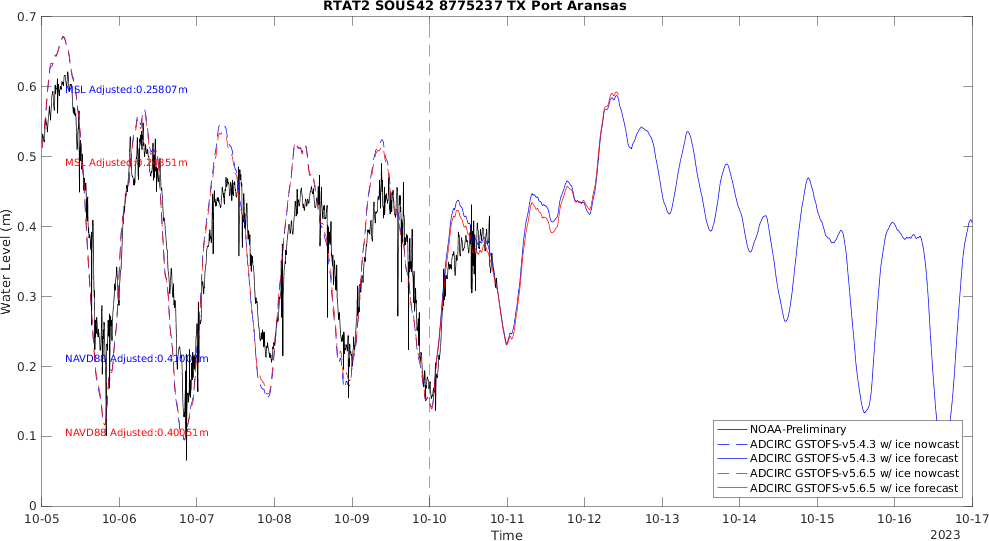 RTAT2 SOUS42 8775237 TX Port Aransas
Water Level (m)
0.7
0.6
0.5
0.4
0.3
0.2
0.1
0
MSL Adjusted:0.25807m
MSL
NAVD88
NAVD88 Adjusted:0.40051m
NOAA-Preliminary
ADCIRC GSTOFS-v5.4.3 w/ ice nowcast
ADCIRC GSTOFS-v5.4.3 w/ ice forecast
ADCIRC GSTOFS-v5.6.5 w/ ice nowcast
ADCIRC GSTOFS-v5.6.5 w/ ice forecast
10-05 10-06 10-07 10-08 10-09 10-10 10-11 10-12 10-13 10-14 10-15 10-16 10-17
Time
2023